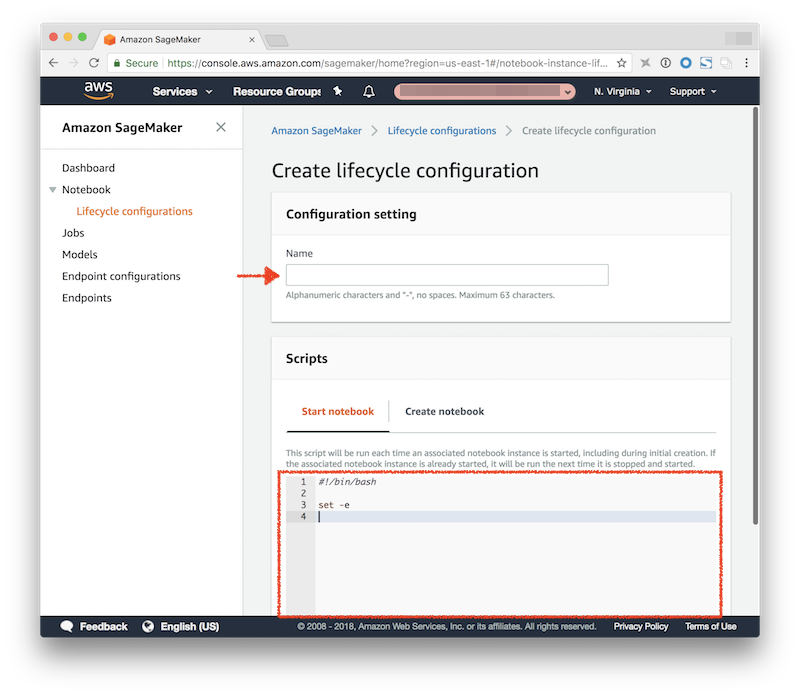 Amazon SageMaker
Secure
https://console.aws.amazon.com/sagemaker/home?region=us-east-1#/notebook-instance-lif...
aws
Services
Resource Groups
N. Virginia
Support
Amazon SageMaker
Dashboard
Notebook
Lifecycle configurations
Jobs
Models
Endpoint configurations
Endpoints
Amazon SageMaker > Lifecycle configurations > Create lifecycle configuration
Create lifecycle configuration
Configuration setting
Name
Alphanumeric characters and "-", no spaces. Maximum 63 characters.
Scripts
Start notebook
Create notebook
This script will be run each time an associated notebook instance is started, including during initial creation. If
the associated notebook instance is already started, it will be run the next time it is stopped and started.
1 #!/bin/bash
2
3 set -e
4
Feedback
English (US)
© 2008 - 2018, Amazon Web Services, Inc. or its affiliates. All rights reserved.
Privacy Policy
Terms of Use